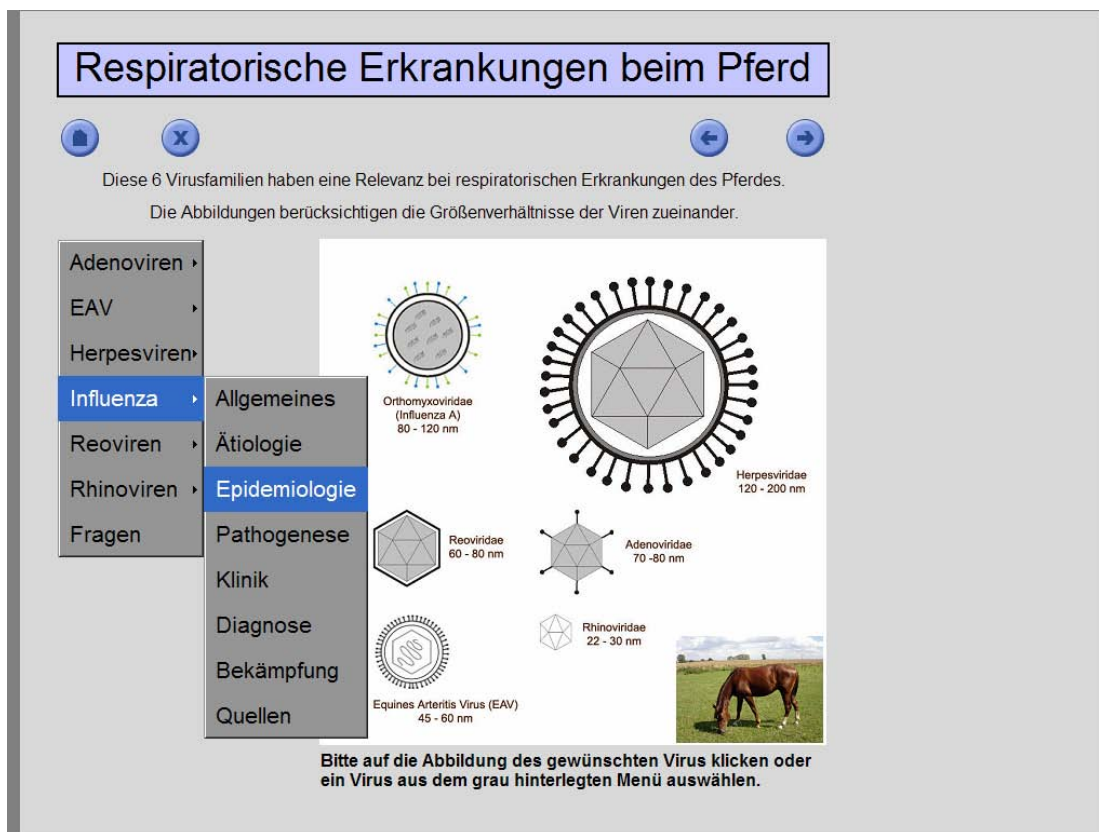 Respiratorische Erkrankungen beim Pferd
X
Diese 6 Virusfamilien haben eine Relevanz bei respiratorischen Erkrankungen des Pferdes.
Die Abbildungen berücksichtigen die Größenverhältnisse der Viren zueinander.
Adenoviren
EAV
Herpesviren
Influenza
Reoviren
Rhinoviren
Fragen
Allgemeines
Ätiologie
Epidemiologie
Pathogenese
Klinik
Diagnose
Bekämpfung
Quellen
Orthomyxoviridae
(Influenza A)
80 - 120 nm
Herpesviridae
120 - 200 nm
Reoviridae
60 - 80 nm
Adenoviridae
70 -80 nm
Rhinoviridae
22 - 30 nm
Equines Arteritis Virus (EAV)
45 - 60 nm
Bitte auf die Abbildung des gewünschten Virus klicken oder
ein Virus aus dem grau hinterlegten Menü auswählen.